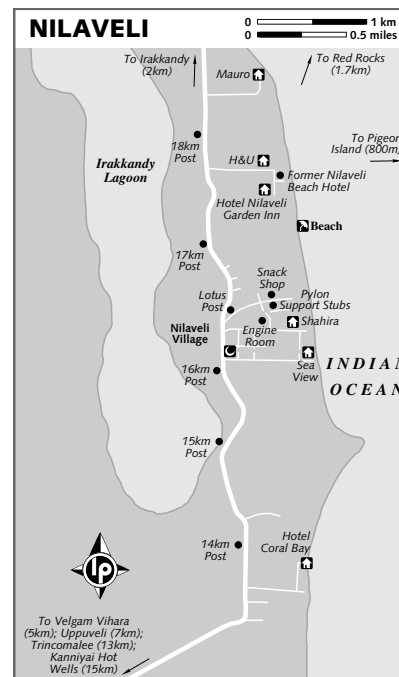 NILAVELI
0 1 km
0 0.5 miles
To Irakkandy
(2km)
Mauro
To Red Rocks
(1.7km)
18km
Post
To Pigeon
Island (800m)
Irakkandy
Lagoon
H&U
Former Nilaveli
Beach Hotel
Hotel Nilaveli
Garden Inn
Beach
17km
Post
Snack
Shop
Lotus
Post
Pylon
Support Stubs
Nilaveli
Village
Engine
Room
Shahira
16km
Post
Sea
View
INDIAN
OCEAN
15km
Post
14km
Post
Hotel
Coral Bay
lp
To Velgam Vihara
(5km); Uppuveli (7km);
Trincomalee (13km);
Kanniyai Hot
Wells (15km)